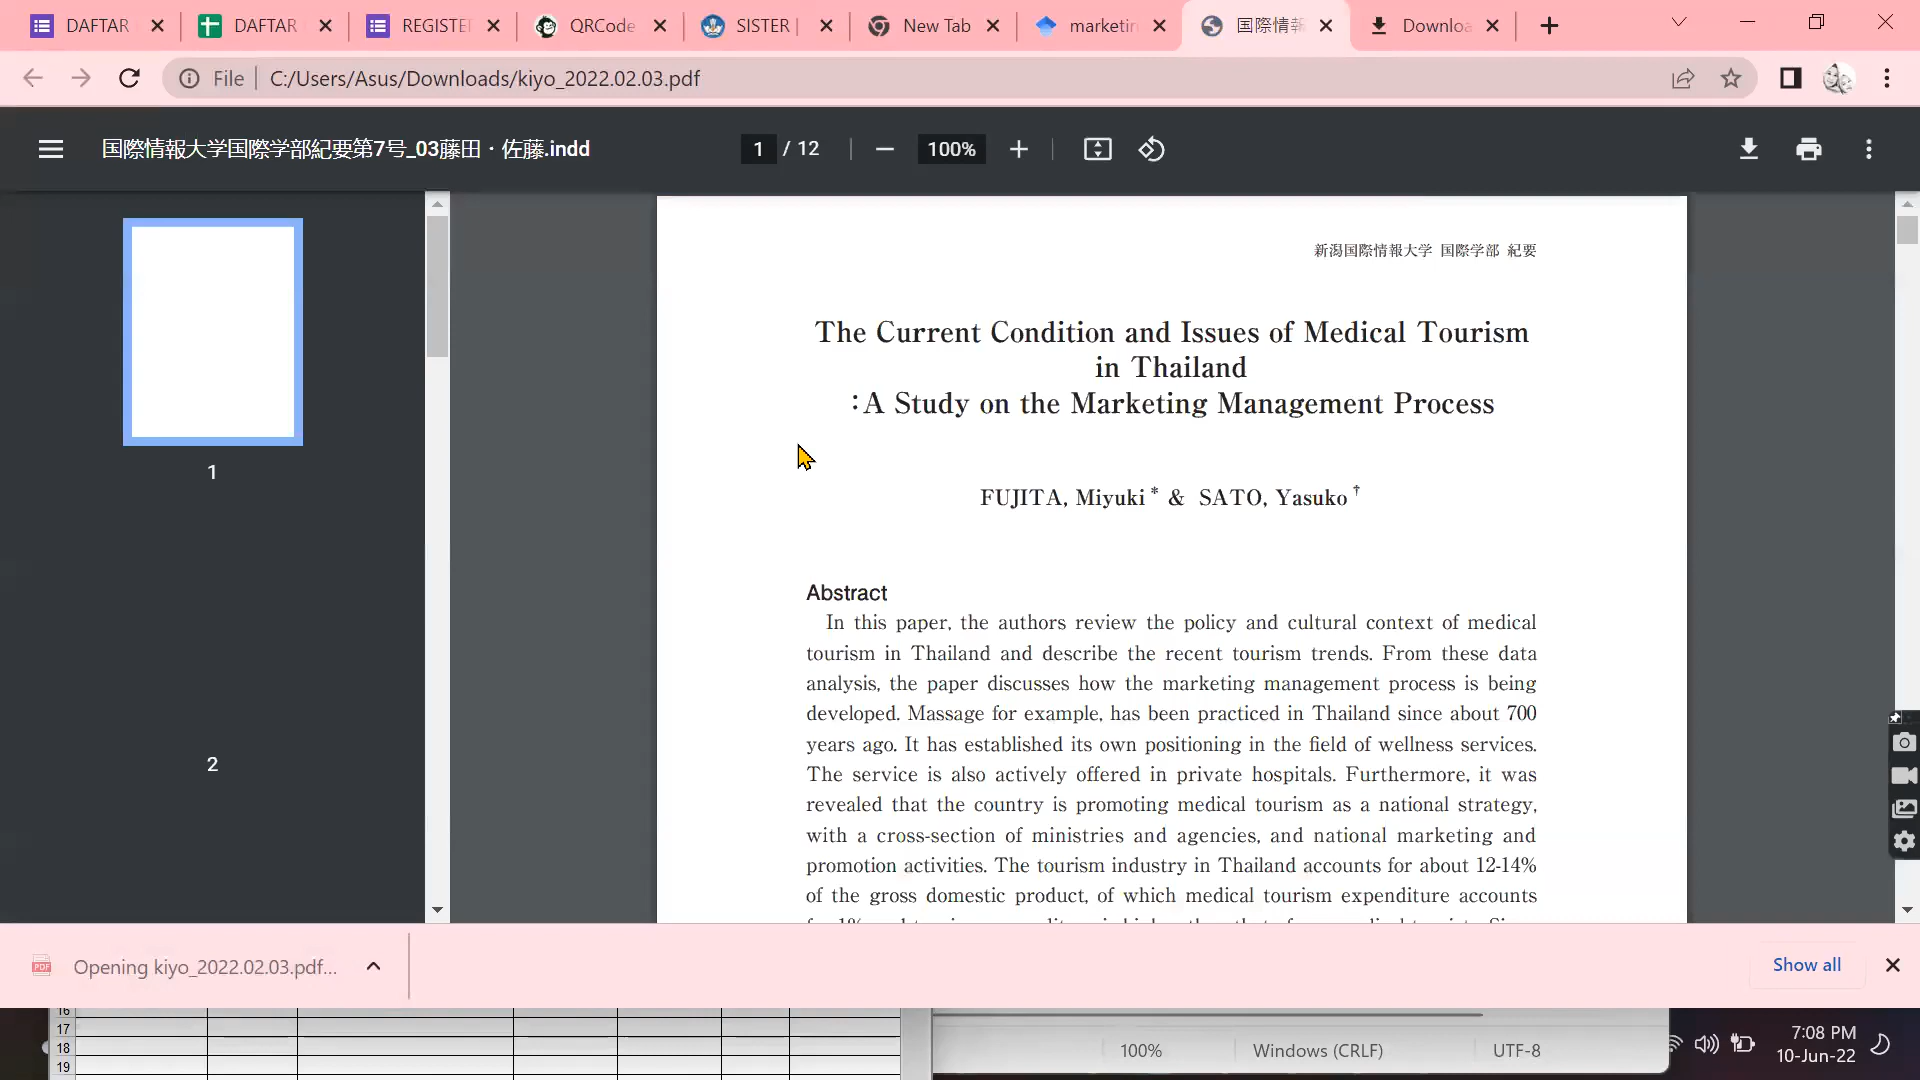 DAFTAR
DAFTAR
REGISTE
QRCode
SISTER |
New Tab
marketin
国際情報
Downloa
File
C:/Users/Asus/Downloads/kiyo_2022.02.03.pdf
国際情報大学国際学部紀要第7号_03藤田・佐藤.indd
1 / 12
100%
新潟国際情報大学 国際学部 紀要
The Current Condition and Issues of Medical Tourism
in Thailand
:A Study on the Marketing Management Process
FUJITA, Miyuki* & SATO, Yasuko†
Abstract
In this paper, the authors review the policy and cultural context of medical
tourism in Thailand and describe the recent tourism trends. From these data
analysis, the paper discusses how the marketing management process is being
developed. Massage for example, has been practiced in Thailand since about 700
years ago. It has established its own positioning in the field of wellness services.
The service is also actively offered in private hospitals. Furthermore, it was
revealed that the country is promoting medical tourism as a national strategy,
with a cross-section of ministries and agencies, and national marketing and
promotion activities. The tourism industry in Thailand accounts for about 12-14%
of the gross domestic product, of which medical tourism expenditure accounts
1
2
Opening kiyo_2022.02.03.pdf...
Show all
16
17
18
19
100%
Windows (CRLF)
UTF-8
7:08 PM
10-Jun-22